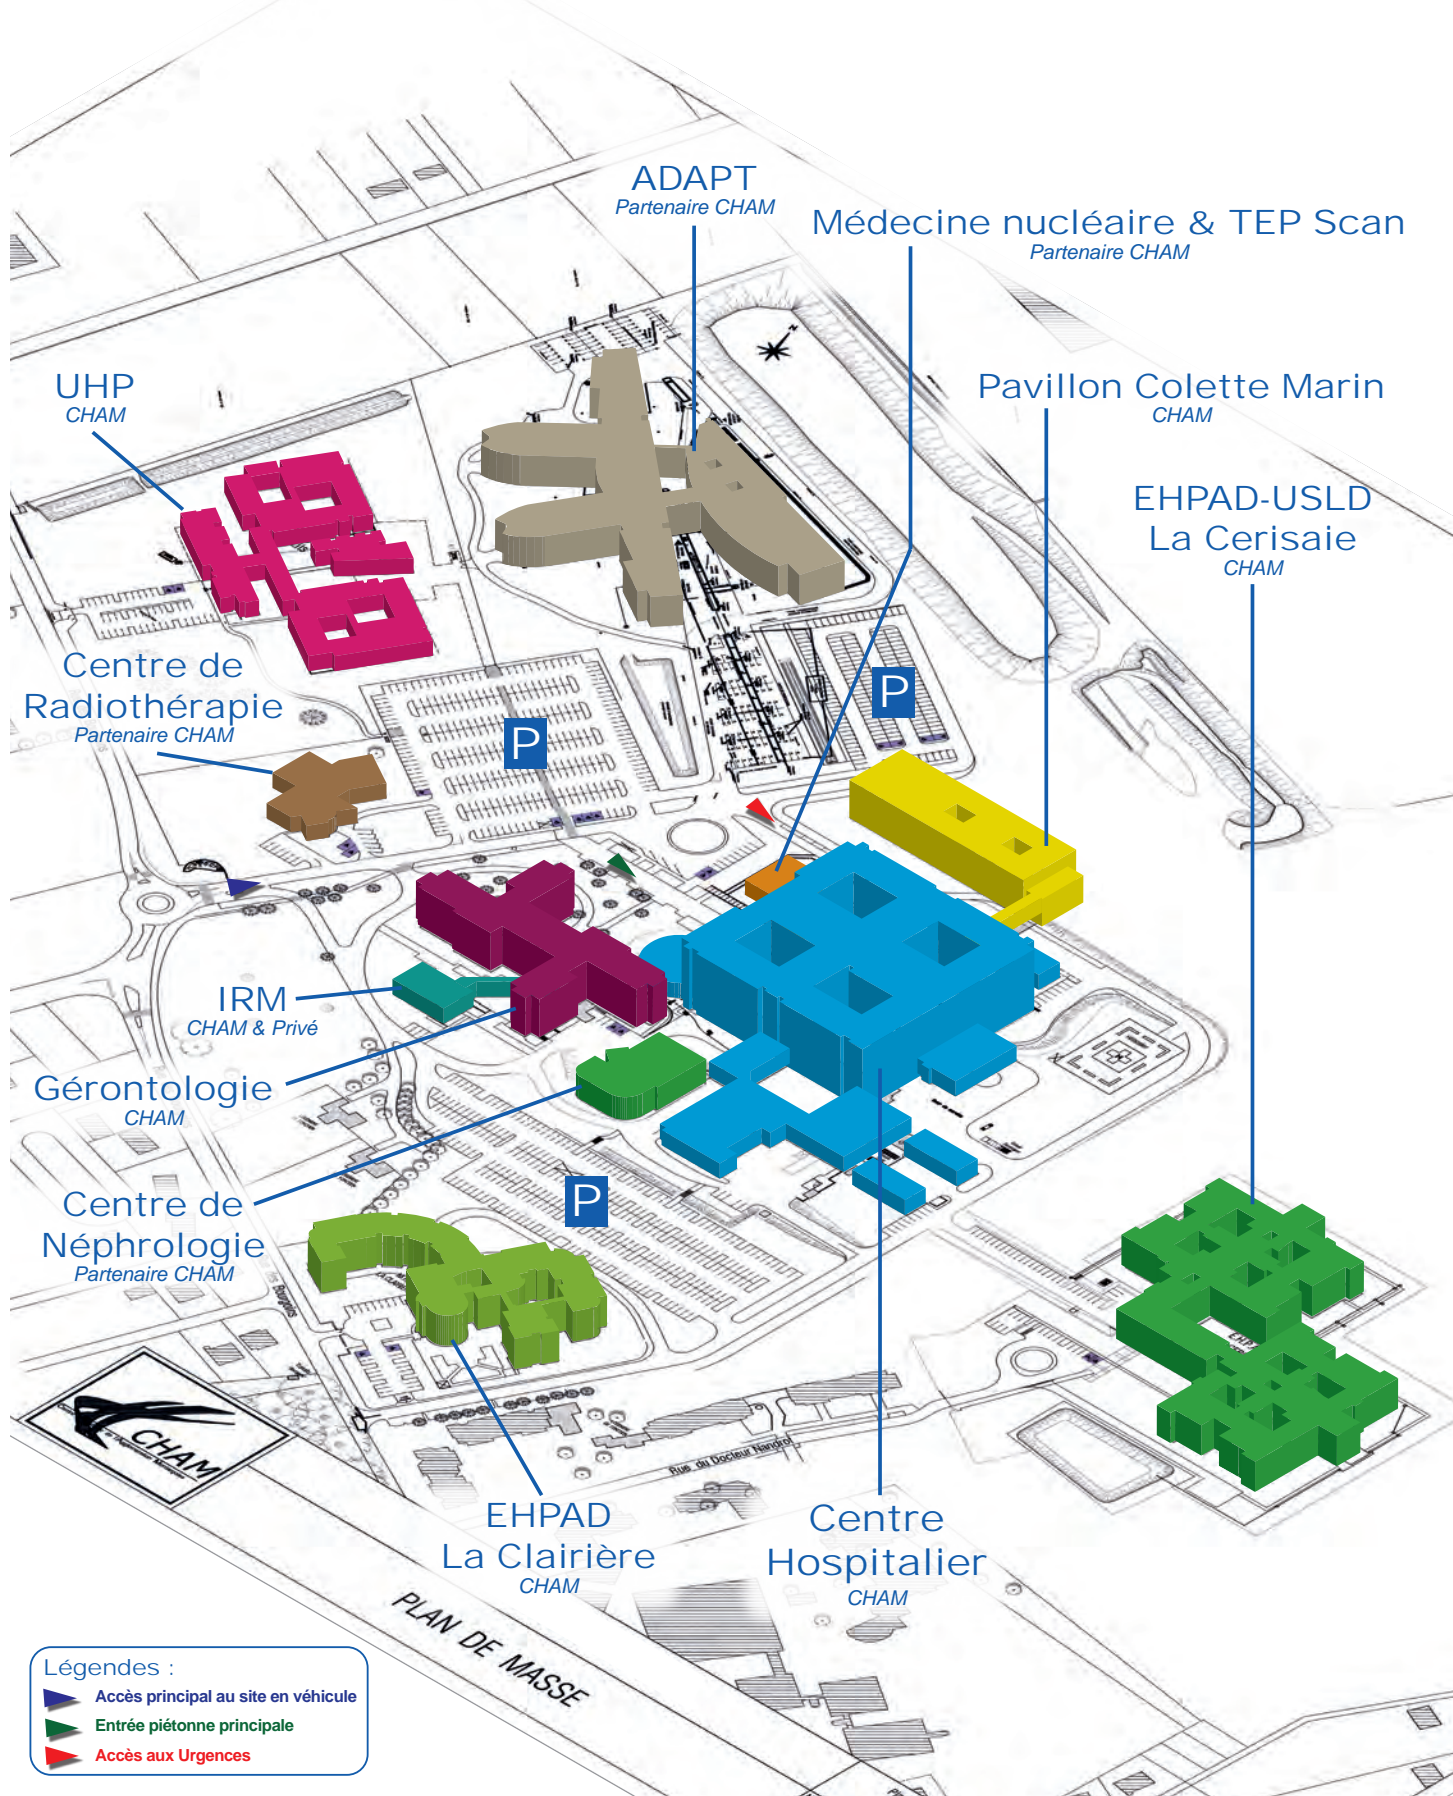 ADAPT
Partenaire CHAM
Médecine nucléaire & TEP Scan
Partenaire CHAM
N
UHP
CHAM
Pavillon Colette Marin
CHAM
EHPAD-USLD
La Cerisaie
CHAM
Centre de
Radiothérapie
Partenaire CHAM
P
P
IRM
CHAM & Privé
Gérontologie
CHAM
Centre de
Néphrologie
Partenaire CHAM
P
CHAM
Rue du Docteur Nandrot
EHPAD
La Clairière
CHAM
Centre
Hospitalier
CHAM
PLAN DE MASSE
Légendes :
Accès principal au site en véhicule
Entrée piétonne principale
Accès aux Urgences